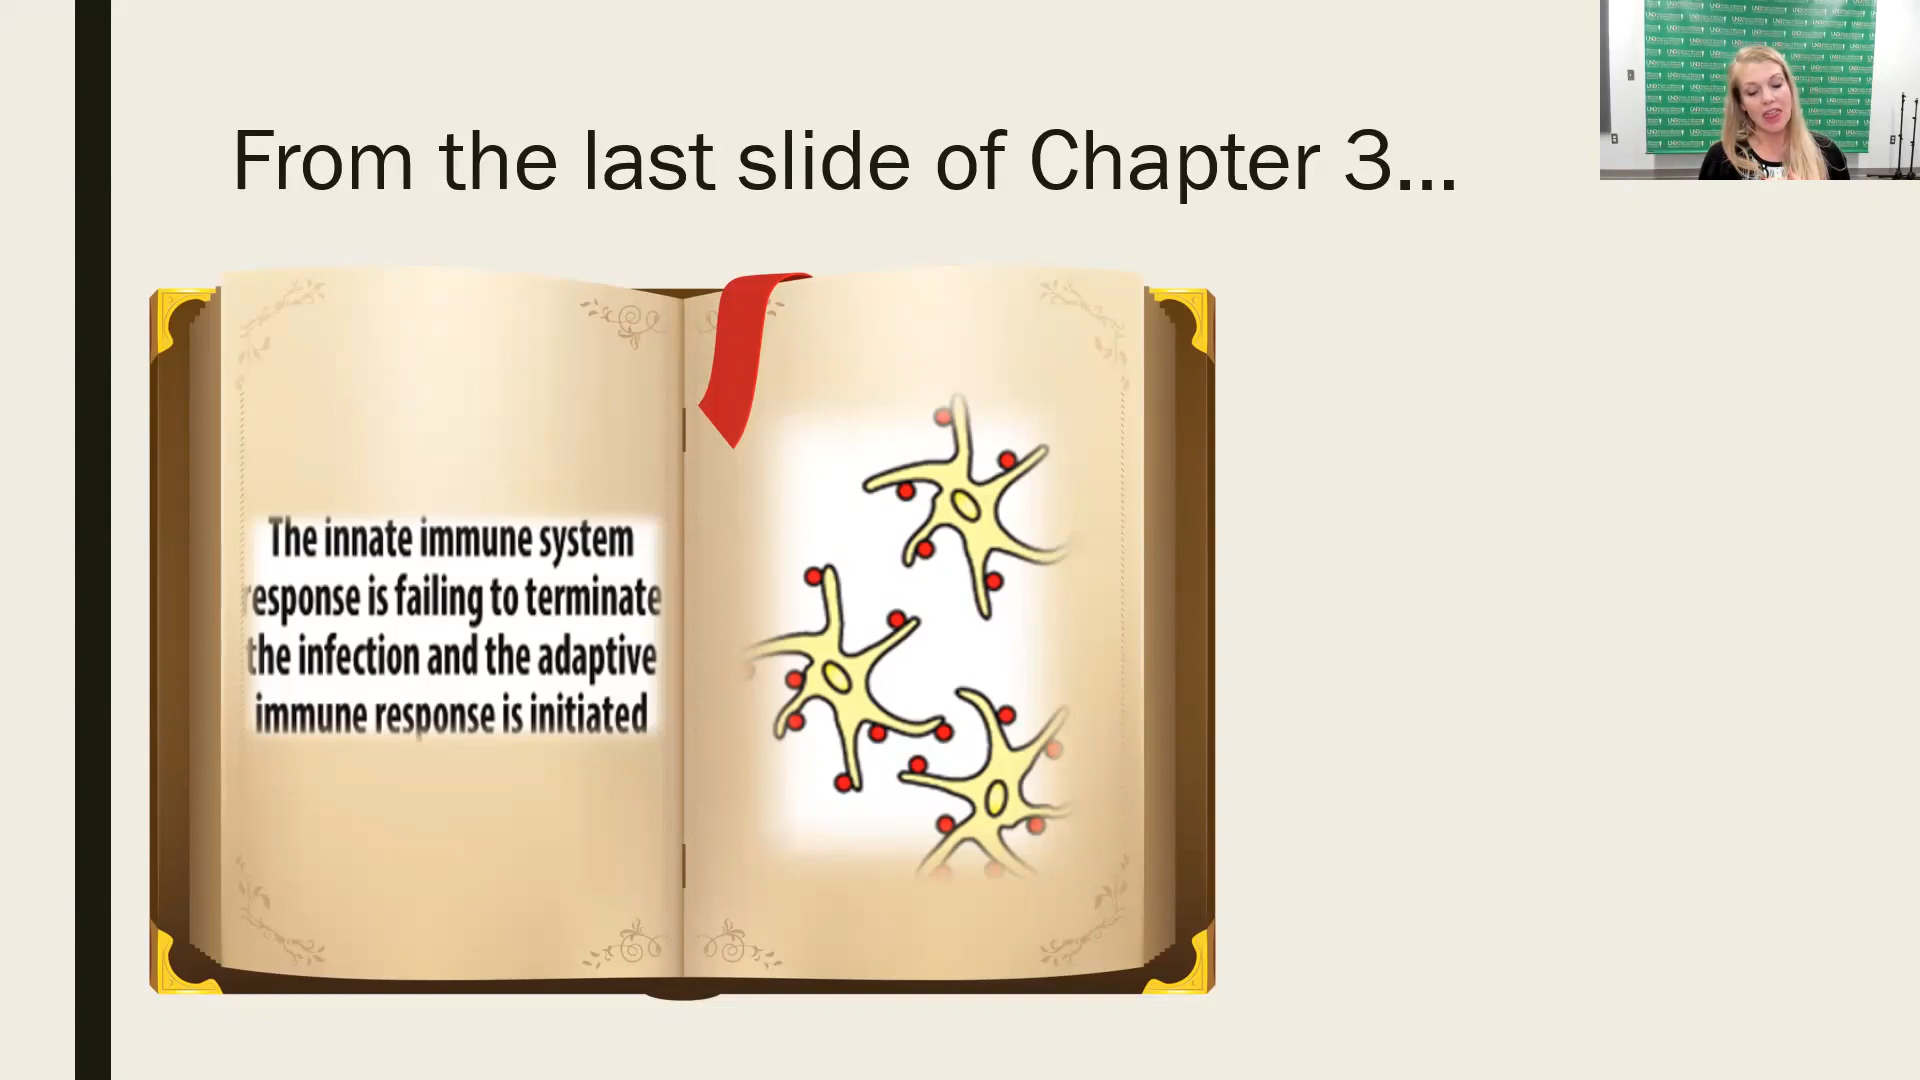 From the last slide of Chapter 3...
The innate immune system
response is failing to terminate
the infection and the adaptive
immune response is initiated